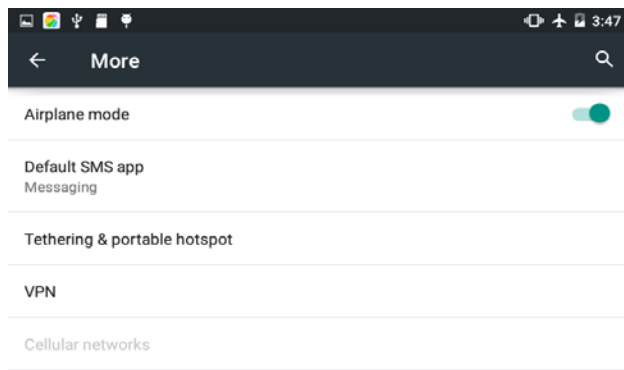 3:47
More
Airplane mode
Default SMS app
Messaging
Tethering & portable hotspot
VPN
Cellular networks